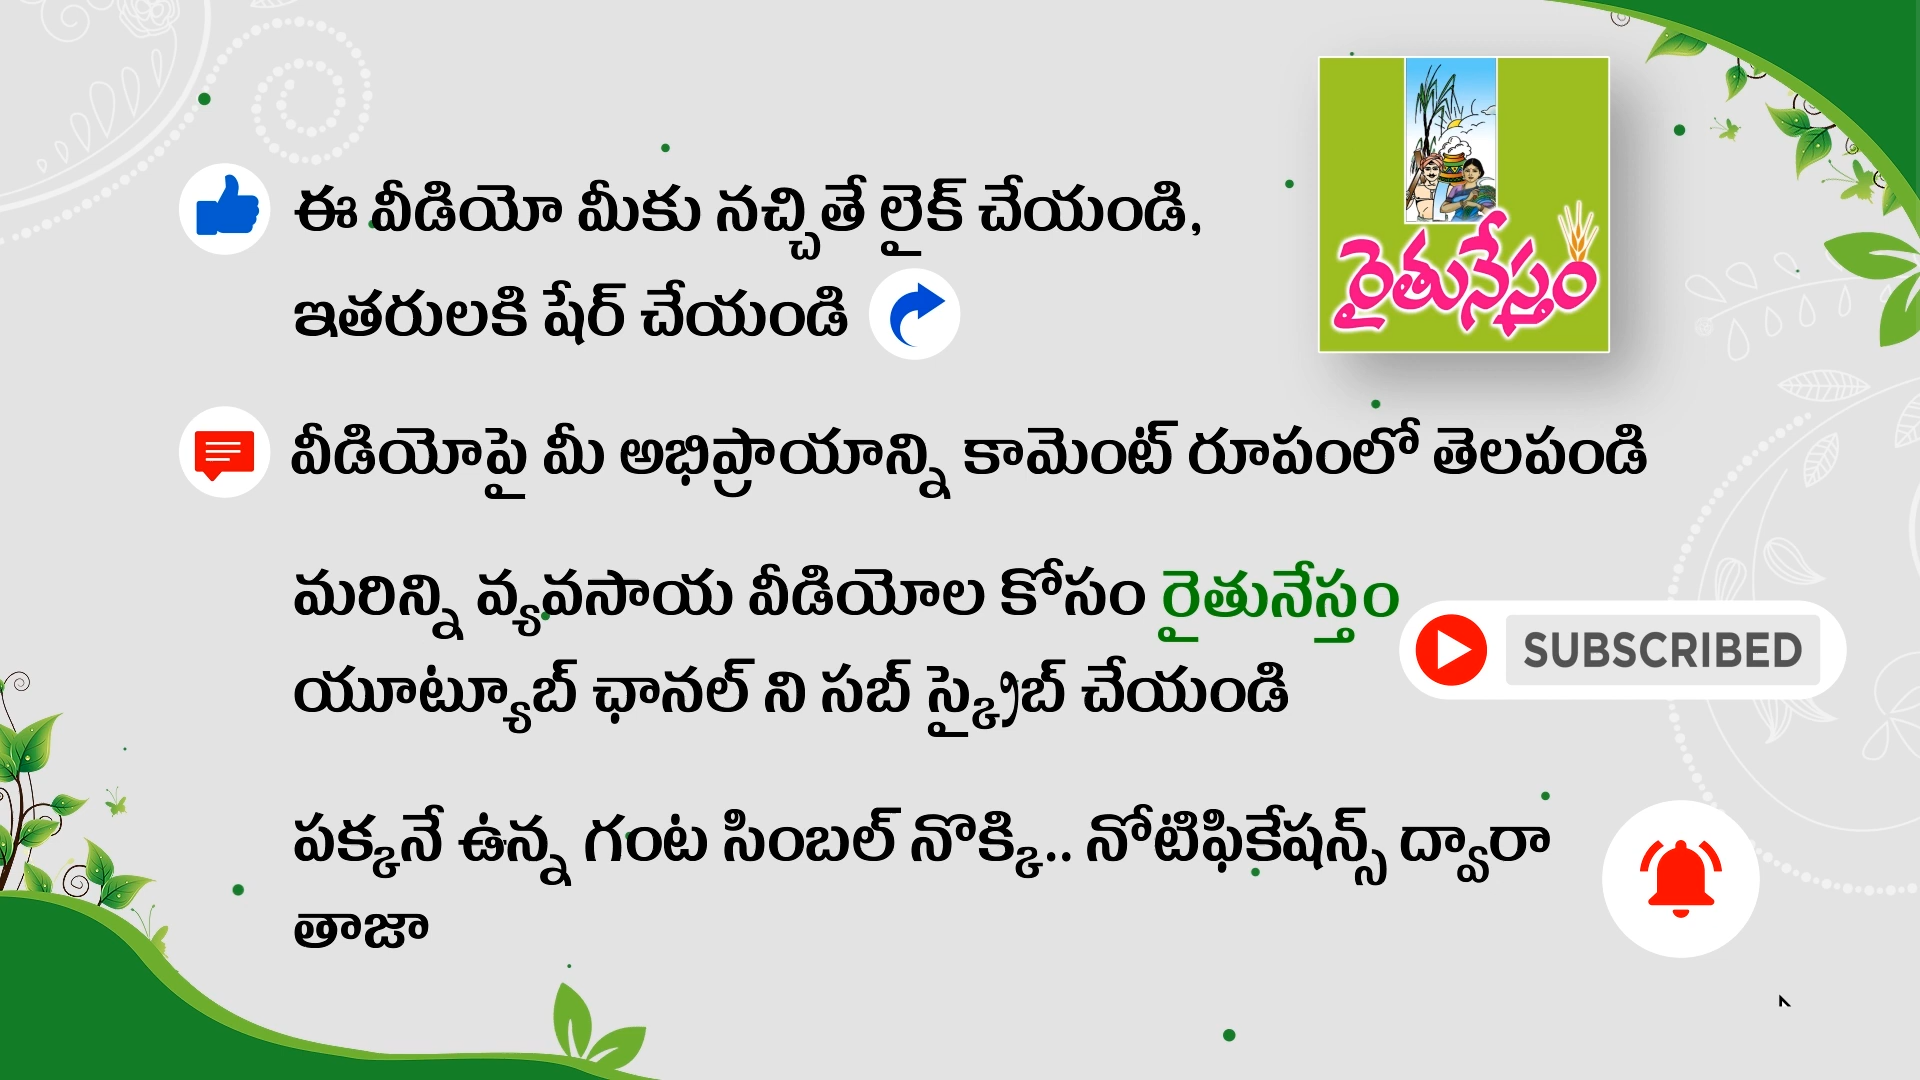 రైతునేస్తం
ఈ వీడియో మీకు నచ్చితే లైక్ చేయండి,
ఇతరులకి షేర్ చేయండి
వీడియోపై మీ అభిప్రాయాన్ని కామెంట్ రూపంలో తెలపండి
మరిన్ని వ్యవసాయ వీడియోల కోసం రైతునేస్తం
యూట్యూబ్ ఛానల్ ని సబ్ స్క్రైబ్ చేయండి
SUBSCRIBED
పక్కనే ఉన్న గంట సింబల్ నొక్కి.. నోటిఫికేషన్స్ ద్వారా
తాజా